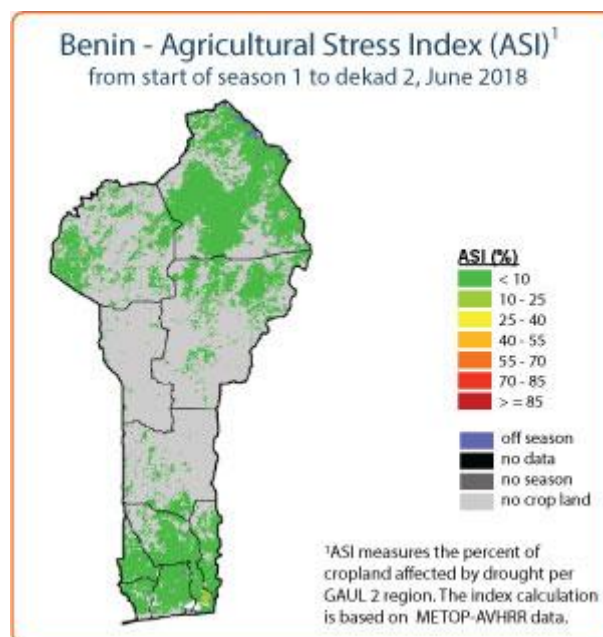 Benin - Agricultural Stress Index (ASI)¹
from start of season 1 to dekad 2, June 2018
ASI (%)
< 10
10 - 25
25 - 40
40 - 55
55 - 70
70 - 85
> = 85
off season
no data
no season
no crop land
¹ASI measures the percent of
cropland affected by drought per
GAUL 2 region. The index calculation
is based on METOP-AVHRR data.